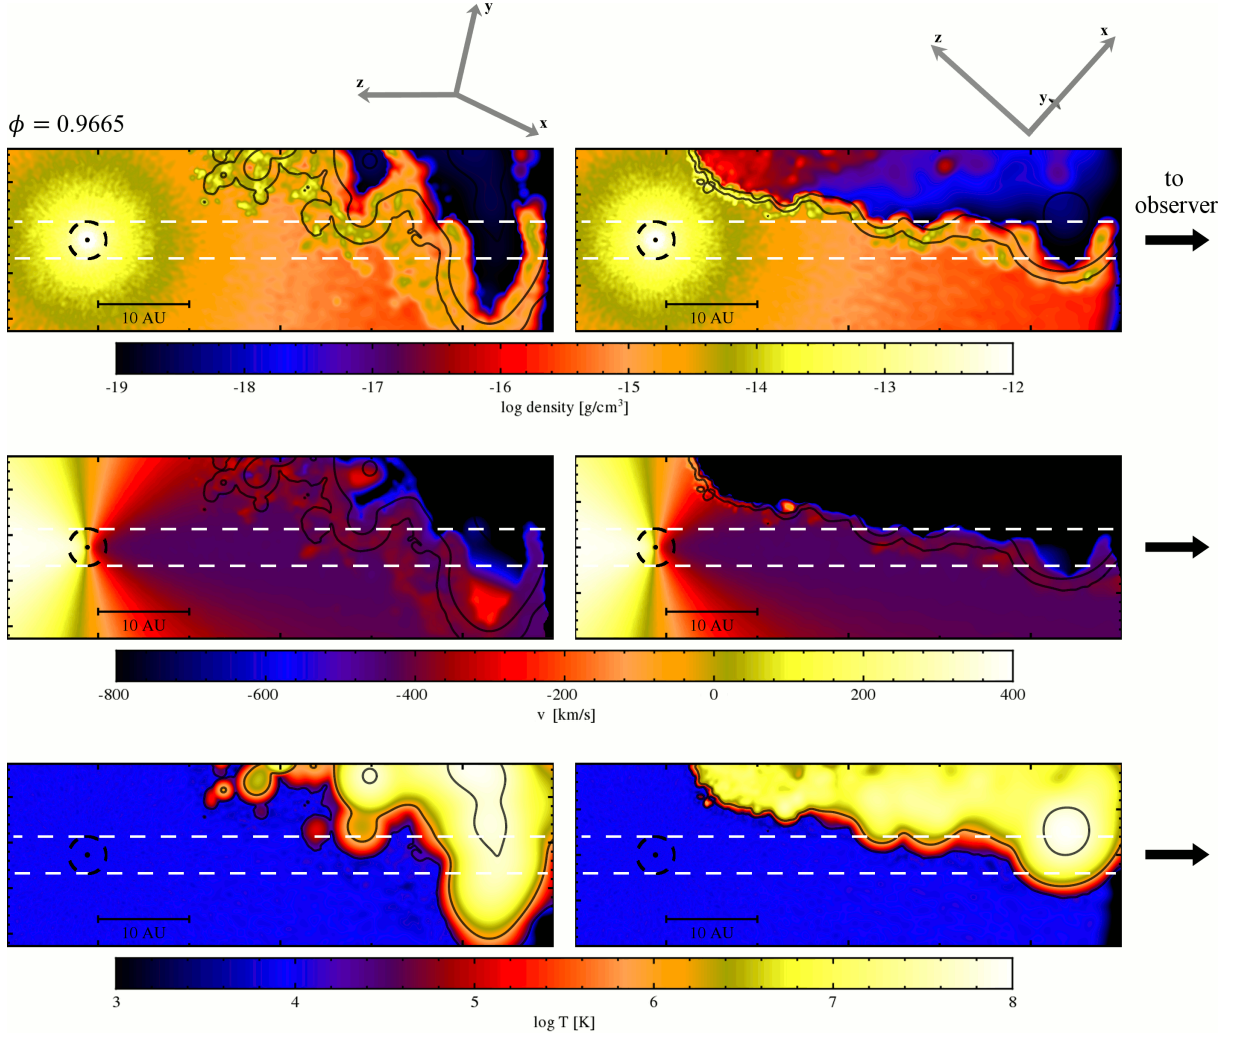 y
z
x
z
x
y
ϕ = 0.9665
to
observer
10 AU
10 AU
-19 -18 -17 -16 -15 -14 -13 -12
log density [g/cm³]
10 AU
10 AU
-800 -600 -400 -200 0 200 400
v [km/s]
10 AU
10 AU
3 4 5 6 7 8
log T [K]